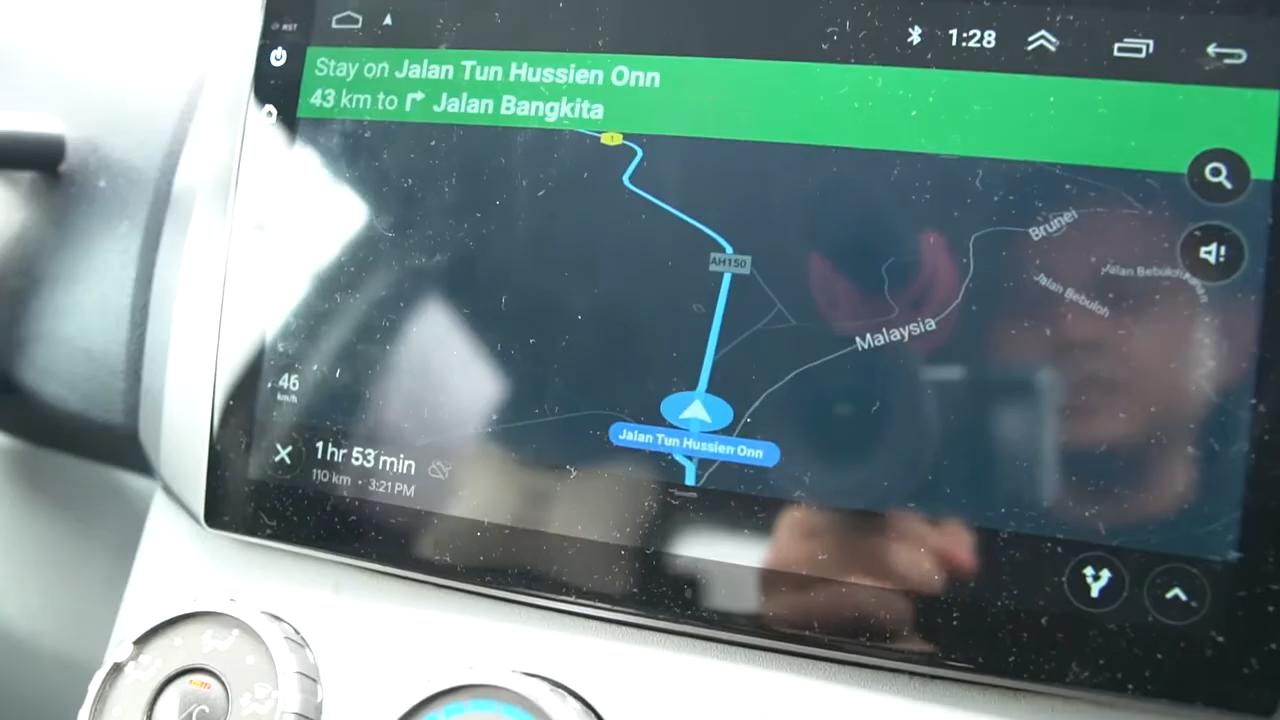 RST
1:28
Stay on Jalan Tun Hussien Onn
43 km to Jalan Bangkita
1
AH150
Brunei
Jalan Bebuloh
Jalan Bebuloh
Malaysia
46
km/h
Jalan Tun Hussien Onn
1 hr 53 min
110 km · 3:21 PM